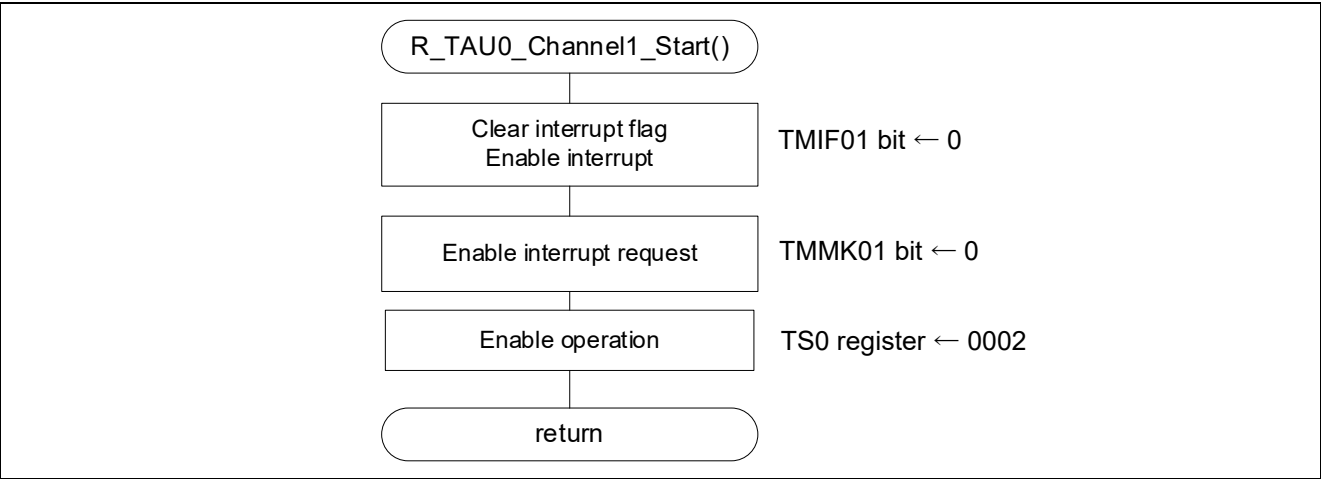 R_TAU0_Channel1_Start()
Clear interrupt flag
Enable interrupt
TMIF01 bit ← 0
Enable interrupt request
TMMK01 bit ← 0
Enable operation
TS0 register ← 0002
return